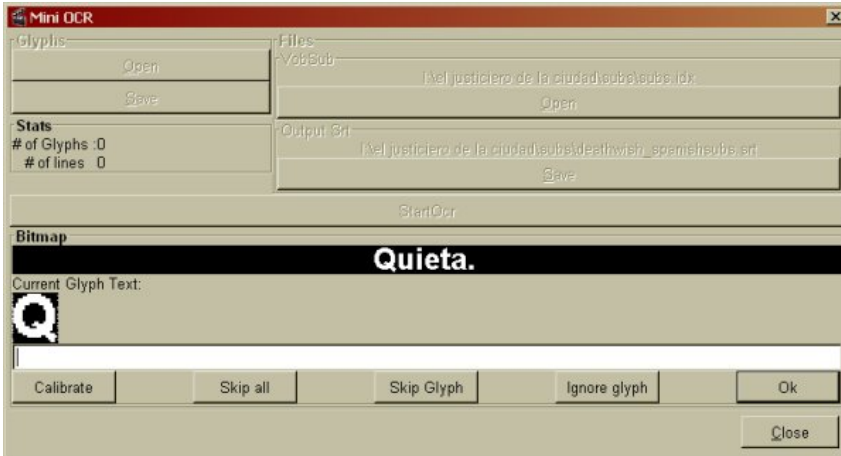 Mini OCR
Glyphs
Open
Save
Stats
# of Glyphs :0
# of lines 0
Files
VobSub
I:\el justiciero de la ciudad\subs\subs.idx
Open
Output Srt
I:\el justiciero de la ciudad\subs\deathwish_spanishsubs.srt
Save
StartOcr
Bitmap
Quieta.
Current Glyph Text:
Q
Calibrate Skip all Skip Glyph Ignore glyph Ok
Close